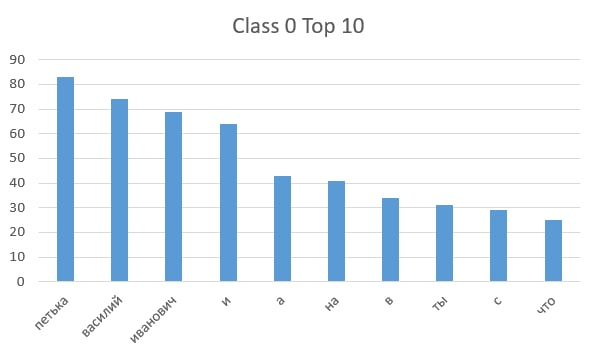 Class 0 Top 10
90
80
70
60
50
40
30
20
10
0
петька
василий
иванович
и
а
на
в
ты
с
что